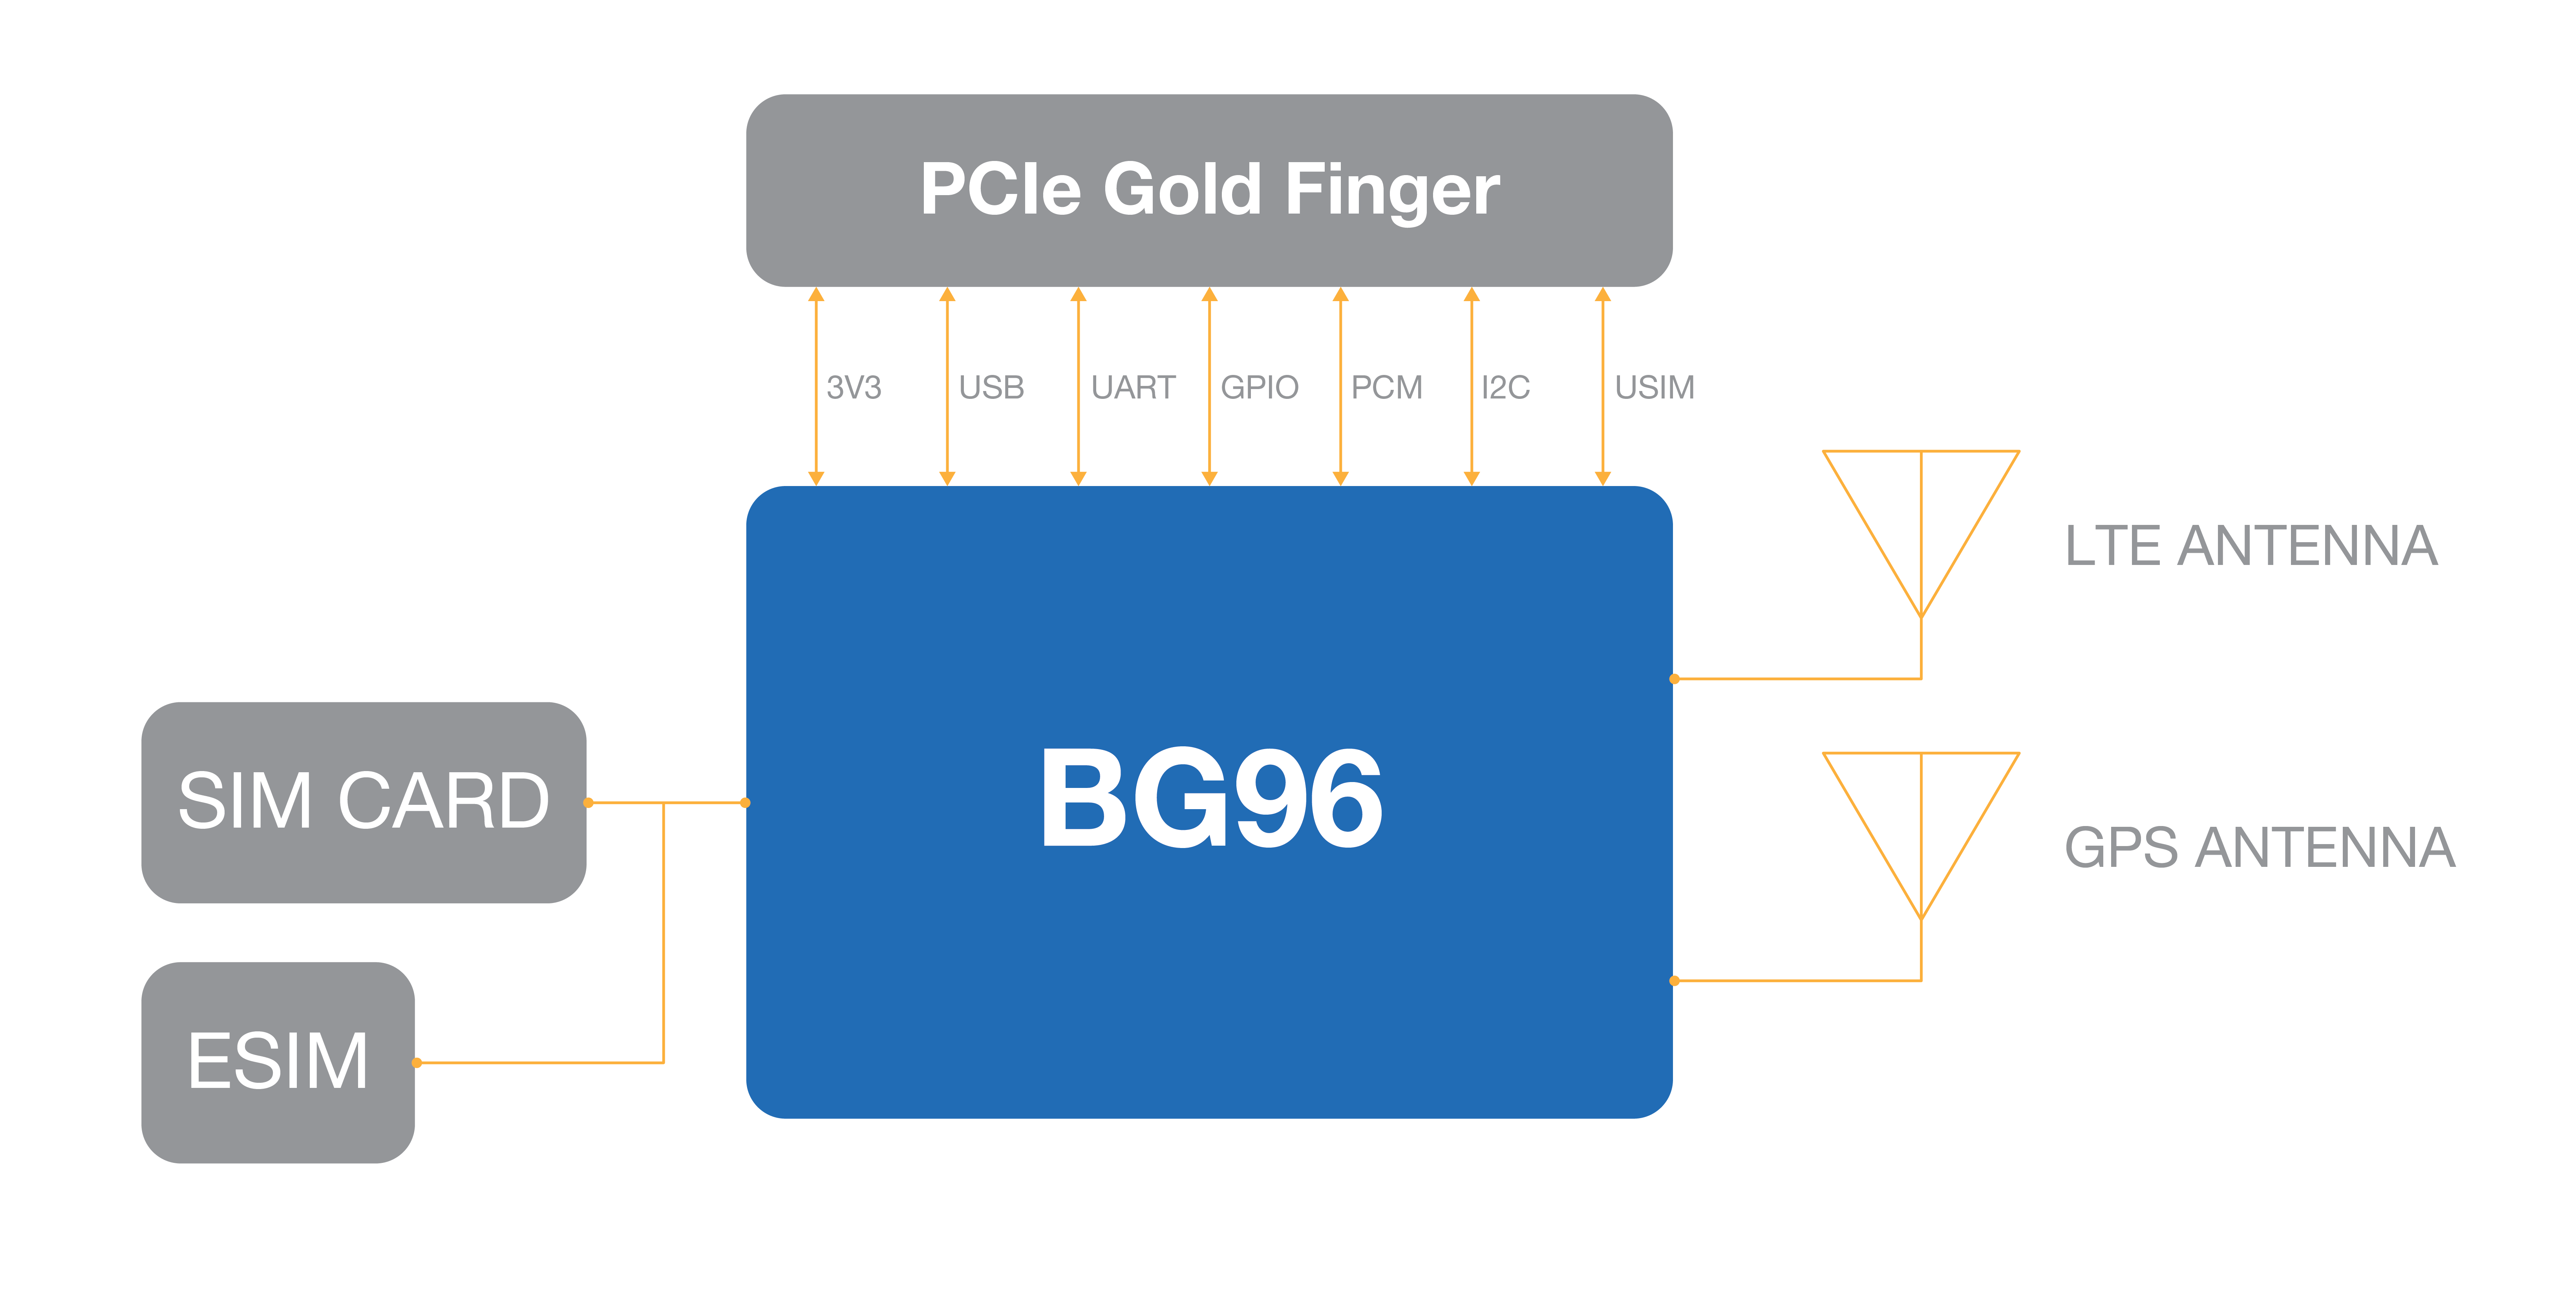 PCIe Gold Finger
3V3 USB UART GPIO PCM I2C USIM
LTE ANTENNA
SIM CARD
BG96
GPS ANTENNA
ESIM